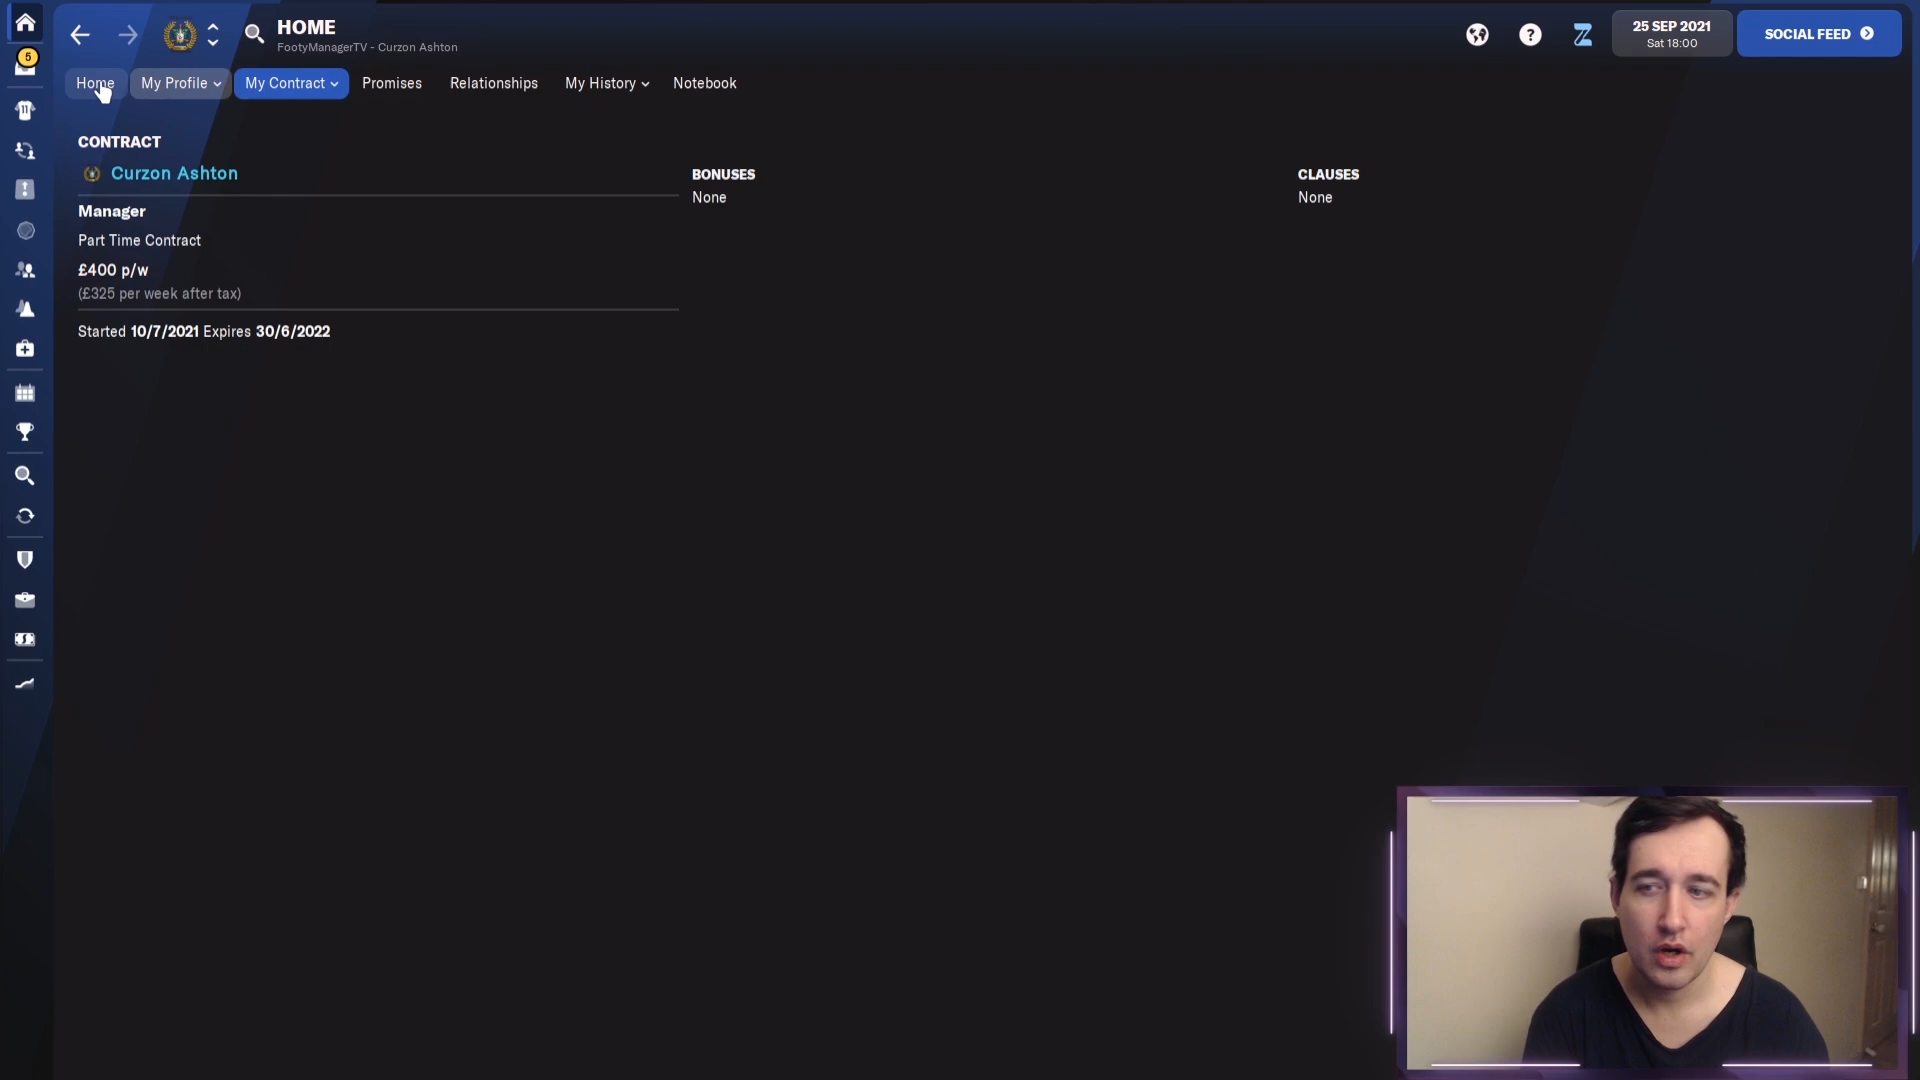 HOME
FootyManagerTV - Curzon Ashton
25 SEP 2021
Sat 18:00
SOCIAL FEED
5
Home
My Profile
My Contract
Promises
Relationships
My History
Notebook
11
CONTRACT
Curzon Ashton
Manager
Part Time Contract
£400 p/w
(£325 per week after tax)
Started 10/7/2021 Expires 30/6/2022
BONUSES
None
CLAUSES
None